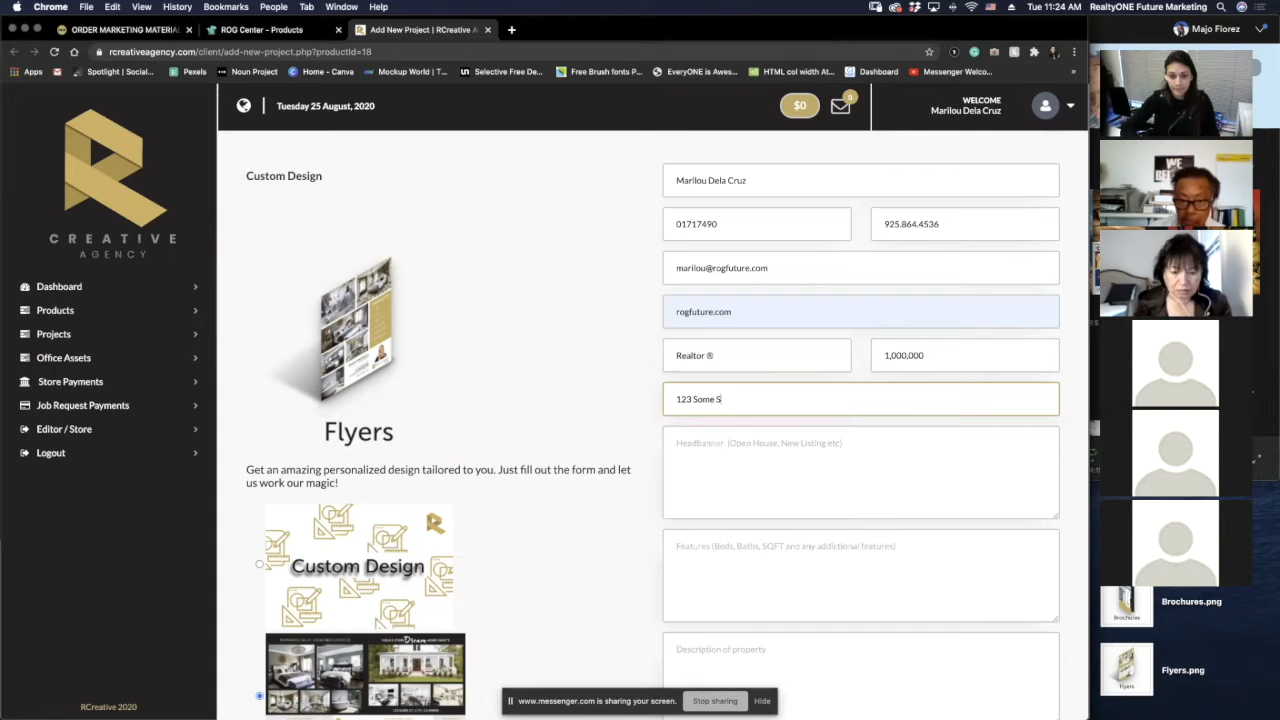 Chrome File Edit View History Bookmarks People Tab Window Help
Tue 11:24 AM RealtyONE Future Marketing
ORDER MARKETING MATERIAL
ROG Center - Products
Add New Project | RCreative A
Majo Florez
rcreativeagency.com/client/add-new-project.php?productId=18
Apps Spotlight | Social... Pexels Noun Project Home - Canva Mockup World | T... Selective Free De... Free Brush fonts P... EveryONE is Awes... HTML col width At... Dashboard Messenger Welco... »
Tuesday 25 August, 2020
$0
0
WELCOME
Marilou Dela Cruz
CREATIVE
AGENCY
Dashboard
Products
Projects
Office Assets
Store Payments
Job Request Payments
Editor / Store
Logout
RCreative 2020
Custom Design
Flyers
Get an amazing personalized design tailored to you. Just fill out the form and let
us work our magic!
Custom Design
Dream
Marilou Dela Cruz
01717490
925.864.4536
marilou@rogfuture.com
rogfuture.com
Realtor ®
1,000,000
123 Some S
Headbanner (Open House, New Listing etc)
Features (Beds, Baths, SQFT and any addictional features)
Description of property
www.messenger.com is sharing your screen. Stop sharing Hide
WE
Brochures
Brochures.png
Flyers
Flyers.png